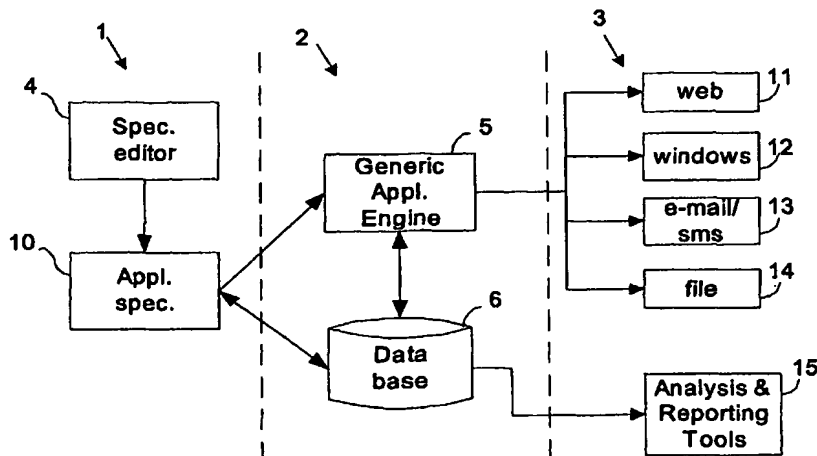 1
2
3
4
Spec.
editor
10
Appl.
spec.
5
Generic
Appl.
Engine
6
Data
base
web
11
windows
12
e-mail/
sms
13
file
14
Analysis &
Reporting
Tools
15